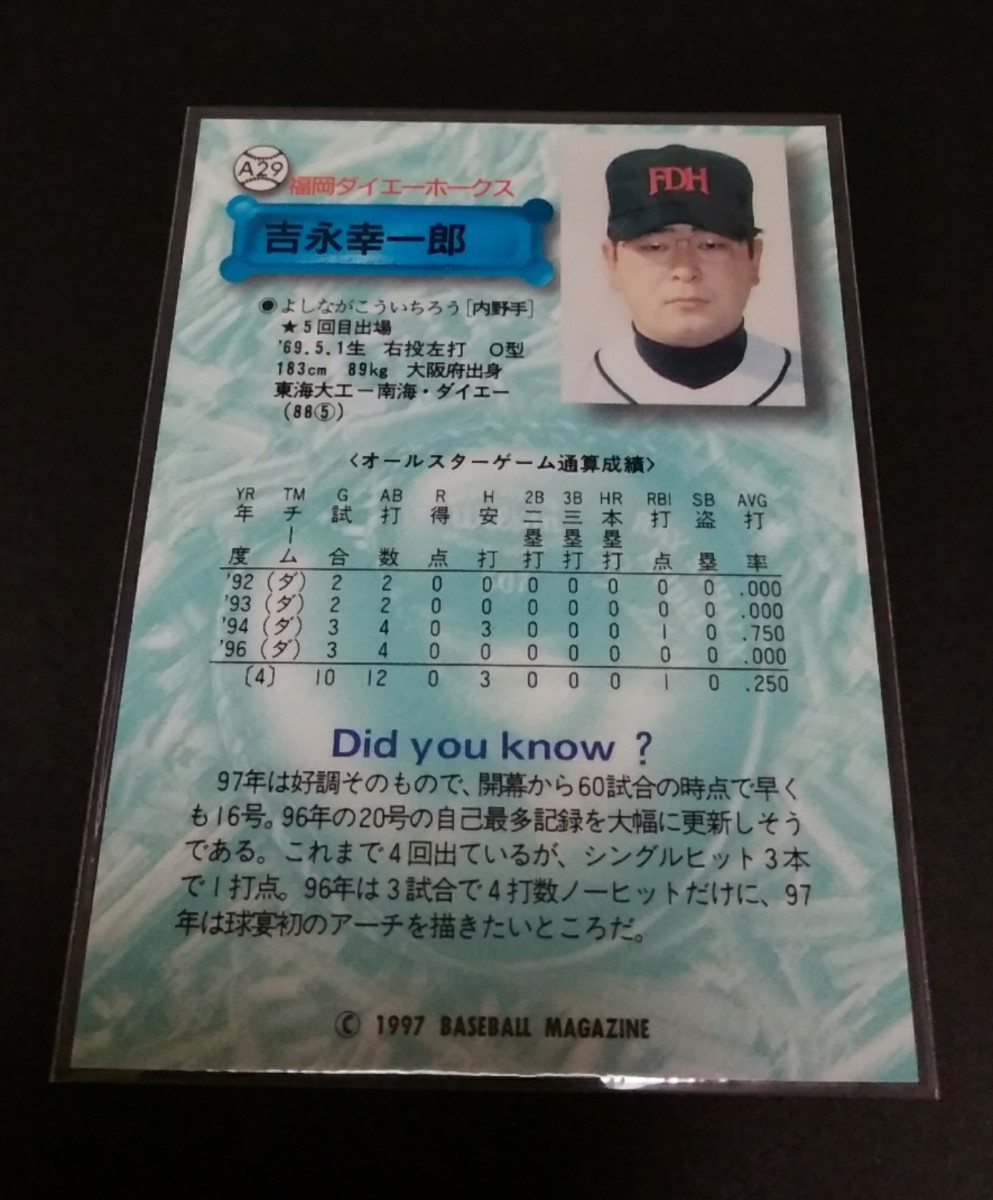 A29
福岡ダイエーホークス
FDH
吉永幸一郎
◉よしながこういちろう[内野手]
★5回目出場
'69.5.1生 右投左打 O型
183cm 89kg 大阪府出身
東海大工－南海・ダイエー
(88⑤)
〈オールスターゲーム通算成績〉
YR TM G AB R H 2B 3B HR RBI SB AVG
年度 チーム 試合 打数 得点 安打 二塁打 三塁打 本塁打 打点 盗塁 打率
'92 (ダ) 2 2 0 0 0 0 0 0 0 .000
'93 (ダ) 2 2 0 0 0 0 0 0 0 .000
'94 (ダ) 3 4 0 3 0 0 0 1 0 .750
'96 (ダ) 3 4 0 0 0 0 0 0 0 .000
〔4〕 10 12 0 3 0 0 0 1 0 .250
Did you know ?
97年は好調そのもので、開幕から60試合の時点で早く
も16号。96年の20号の自己最多記録を大幅に更新しそう
である。これまで4回出ているが、シングルヒット3本
で1打点。96年は3試合で4打数ノーヒットだけに、97
年は球宴初のアーチを描きたいところだ。
© 1997 BASEBALL MAGAZINE